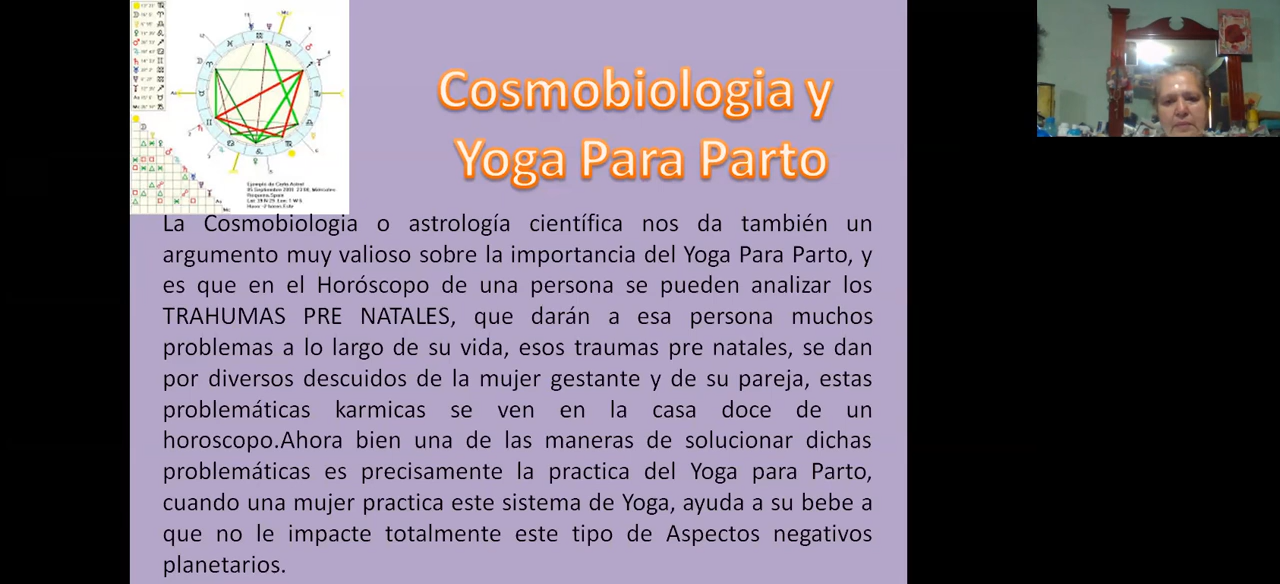 Cosmobiologia y
Yoga Para Parto
Ejemplo de Carta Astral
La Cosmobiologia o astrología científica nos da también un
argumento muy valioso sobre la importancia del Yoga Para Parto, y
es que en el Horóscopo de una persona se pueden analizar los
TRAHUMAS PRE NATALES, que darán a esa persona muchos
problemas a lo largo de su vida, esos traumas pre natales, se dan
por diversos descuidos de la mujer gestante y de su pareja, estas
problemáticas karmicas se ven en la casa doce de un
horoscopo.Ahora bien una de las maneras de solucionar dichas
problemáticas es precisamente la practica del Yoga para Parto,
cuando una mujer practica este sistema de Yoga, ayuda a su bebe a
que no le impacte totalmente este tipo de Aspectos negativos
planetarios.